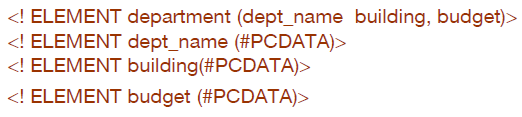 <! ELEMENT department (dept_name  building, budget)>
<! ELEMENT dept_name (#PCDATA)>
<! ELEMENT building(#PCDATA)>
<! ELEMENT budget (#PCDATA)>